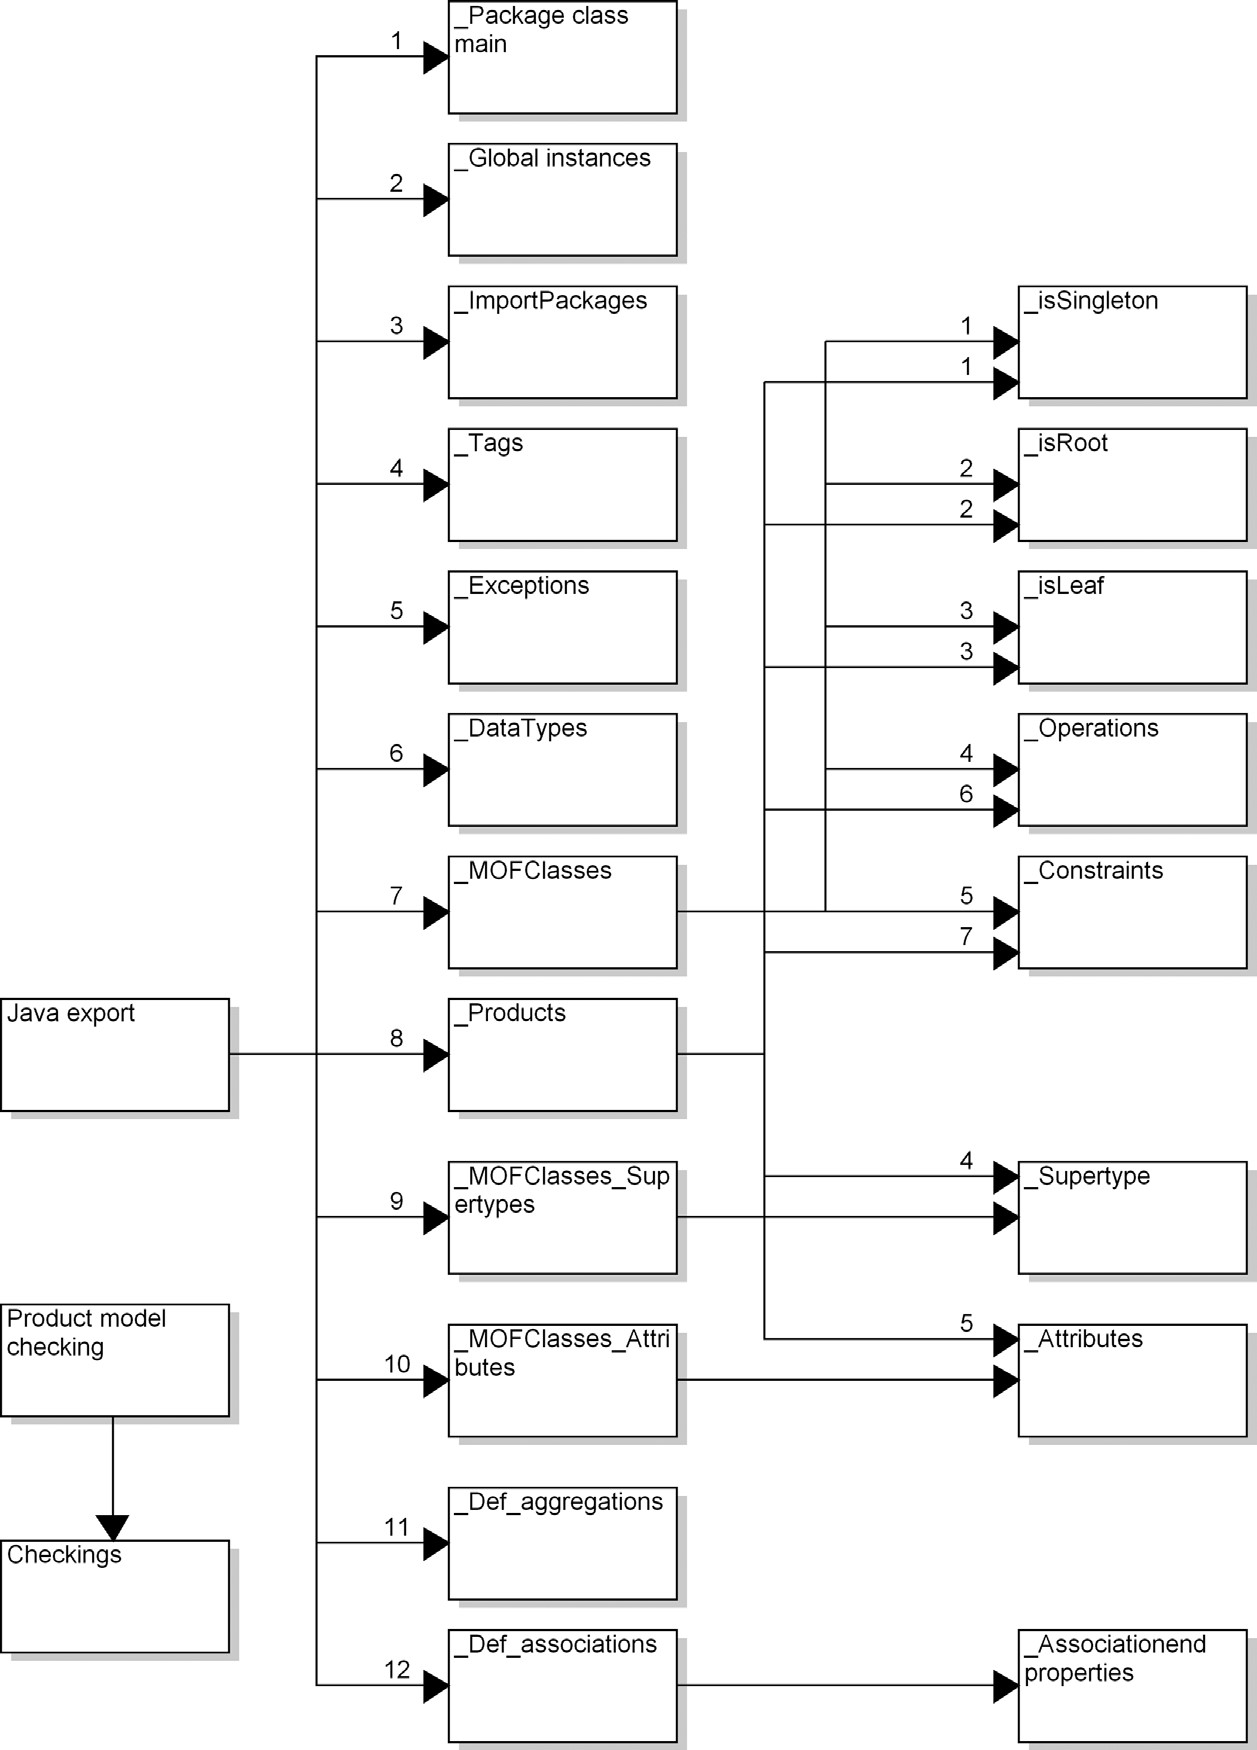 _Package class
main
1
_Global instances
2
_ImportPackages
3
_isSingleton
1
1
_Tags
4
_isRoot
2
2
_Exceptions
5
_isLeaf
3
3
_DataTypes
6
_Operations
4
6
_MOFClasses
7
_Constraints
5
7
Java export
8
_Products
9
_MOFClasses_Sup
ertypes
4
_Supertype
Product model
checking
10
_MOFClasses_Attri
butes
5
_Attributes
Checkings
11
_Def_aggregations
12
_Def_associations
_Associationend
properties